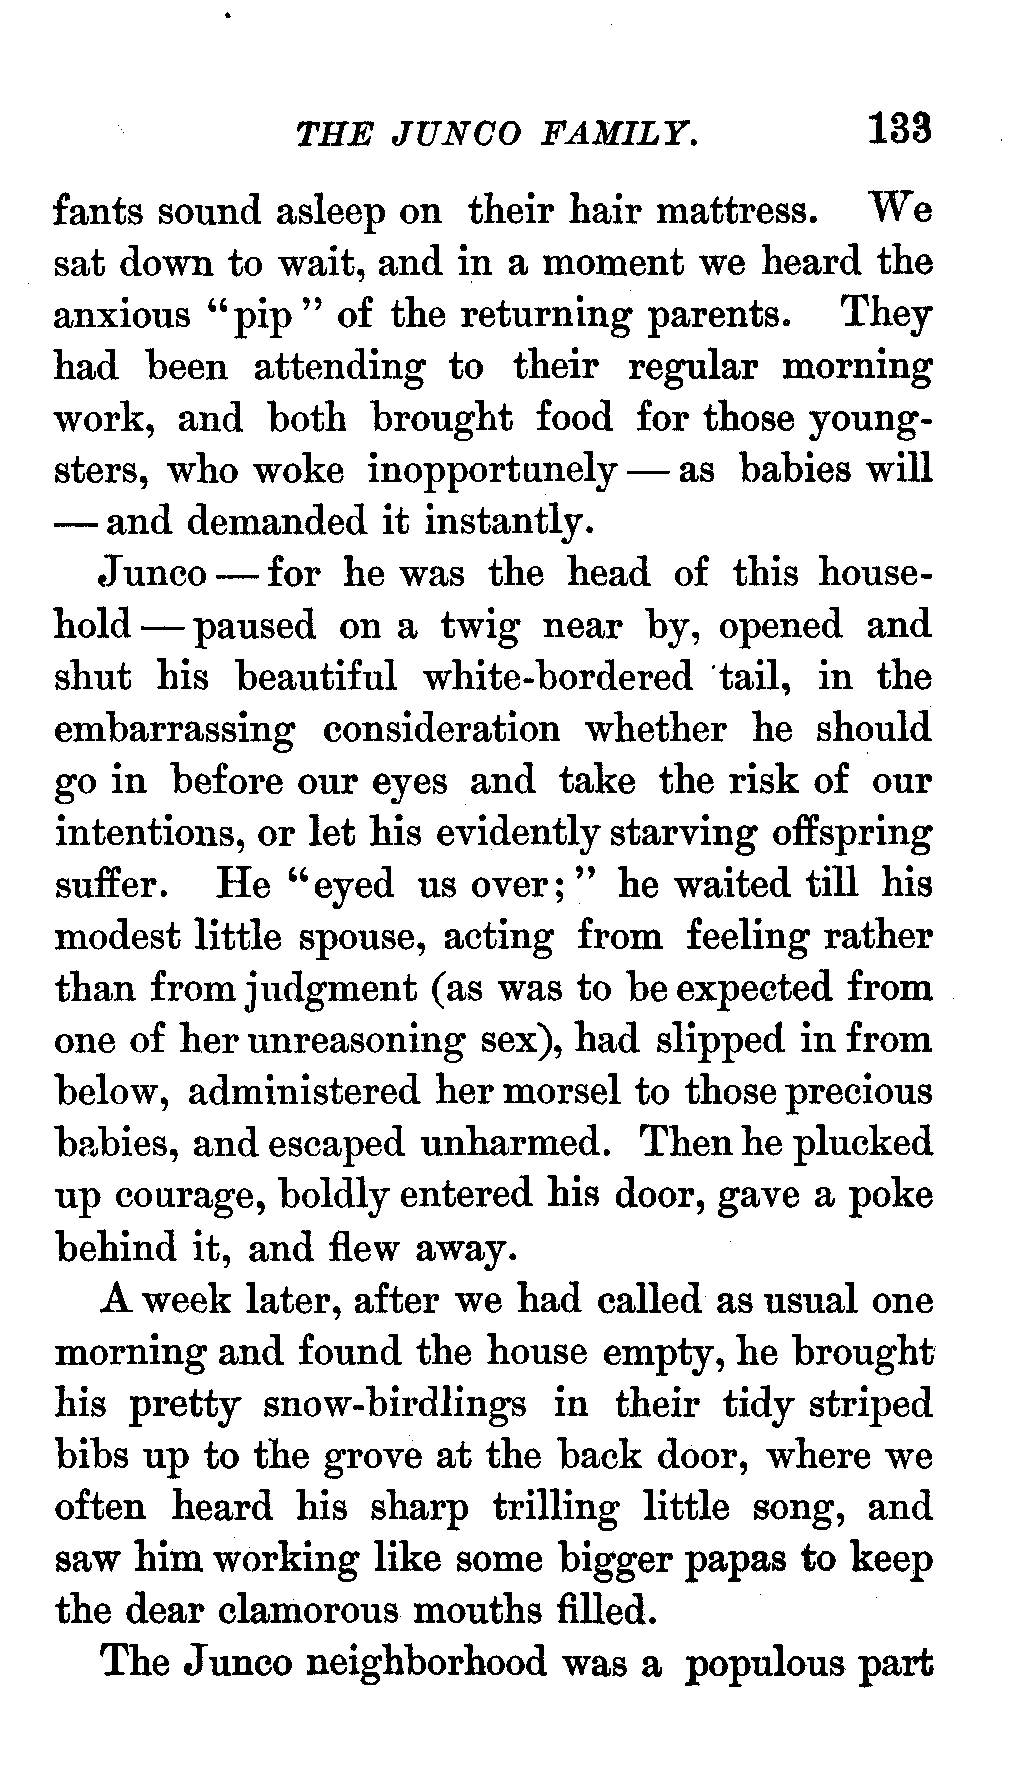 THE JUNCO FAMILY. 133
fants sound asleep on their hair mattress. We
sat down to wait, and in a moment we heard the
anxious "pip" of the returning parents. They
had been attending to their regular morning
work, and both brought food for those young-
sters, who woke inopportunely — as babies will
— and demanded it instantly.
Junco — for he was the head of this house-
hold — paused on a twig near by, opened and
shut his beautiful white-bordered tail, in the
embarrassing consideration whether he should
go in before our eyes and take the risk of our
intentions, or let his evidently starving offspring
suffer. He "eyed us over;" he waited till his
modest little spouse, acting from feeling rather
than from judgment (as was to be expected from
one of her unreasoning sex), had slipped in from
below, administered her morsel to those precious
babies, and escaped unharmed. Then he plucked
up courage, boldly entered his door, gave a poke
behind it, and flew away.
A week later, after we had called as usual one
morning and found the house empty, he brought
his pretty snow-birdlings in their tidy striped
bibs up to the grove at the back door, where we
often heard his sharp trilling little song, and
saw him working like some bigger papas to keep
the dear clamorous mouths filled.
The Junco neighborhood was a populous part